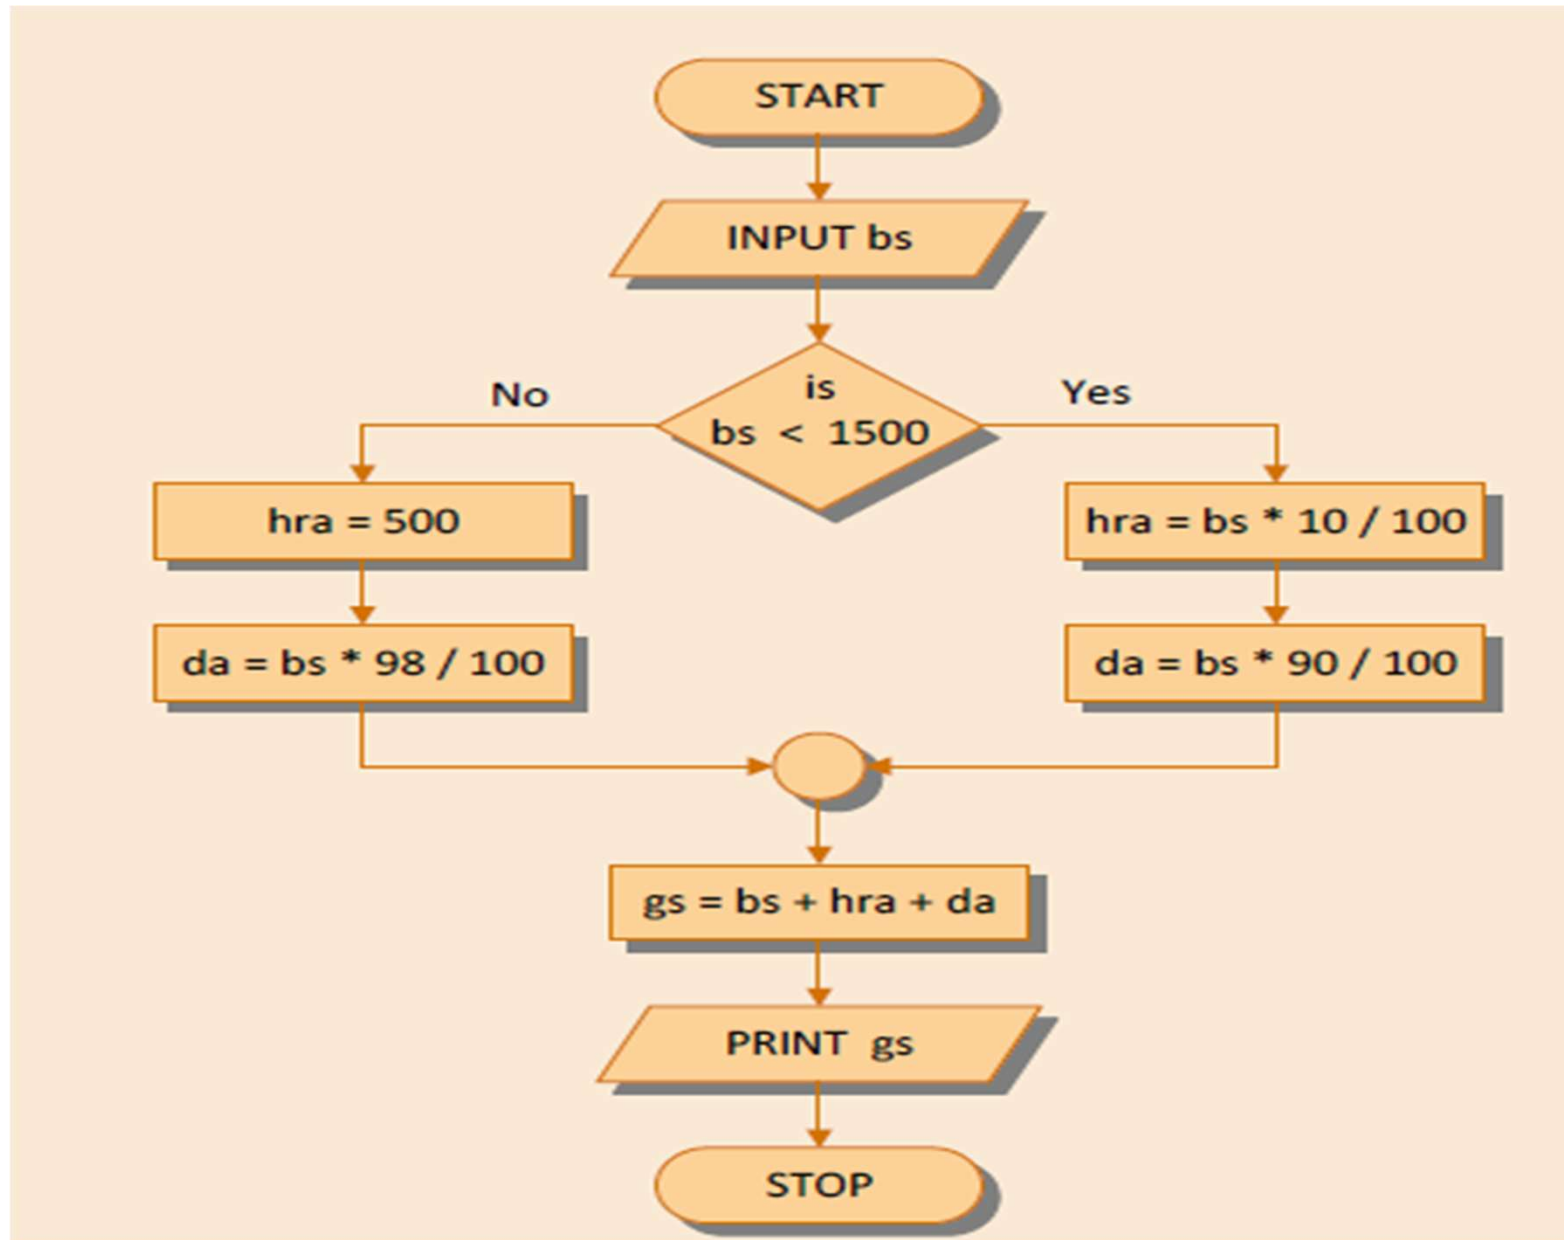 START
INPUT bs
is
bs < 1500
No
Yes
hra = 500
da = bs * 98 / 100
hra = bs * 10 / 100
da = bs * 90 / 100
gs = bs + hra + da
PRINT gs
STOP